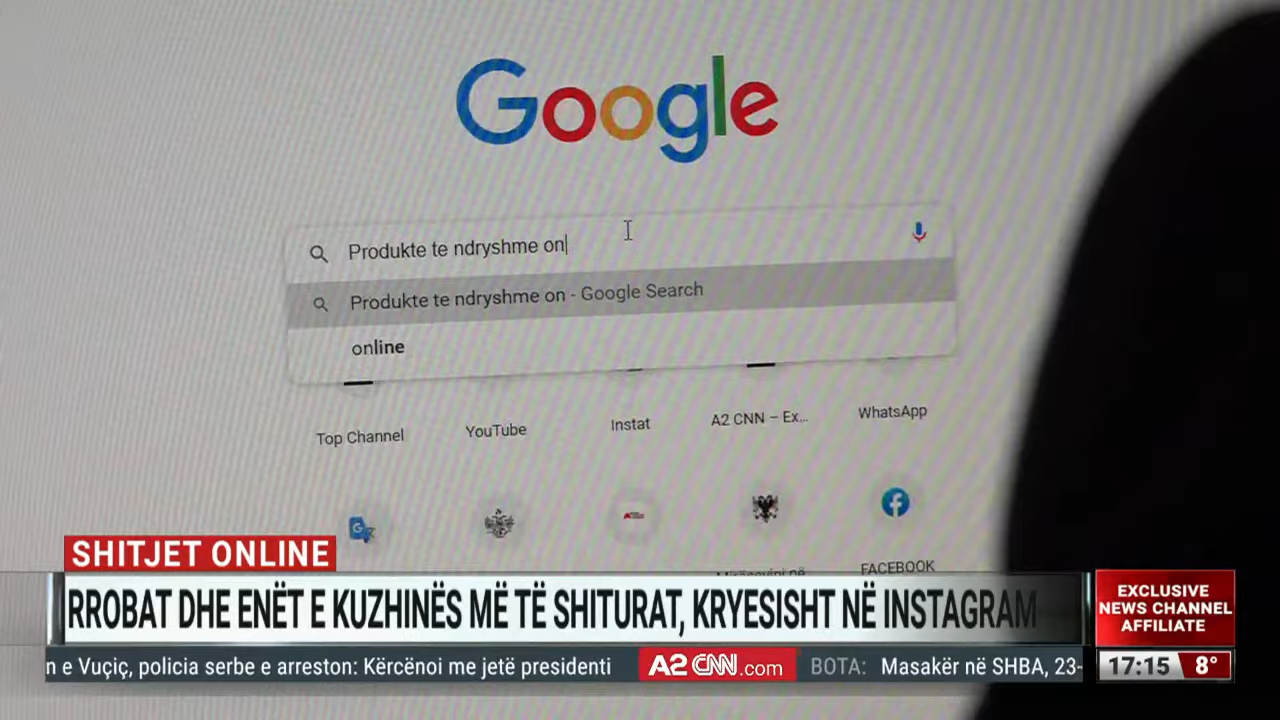 Google
Produkte te ndryshme on
Produkte te ndryshme on - Google Search
online
Top Channel
YouTube
Instat
A2 CNN – Ex...
WhatsApp
FACEBOOK
SHITJET ONLINE
RROBAT DHE ENËT E KUZHINËS MË TË SHITURAT, KRYESISHT NË INSTAGRAM
EXCLUSIVE
NEWS CHANNEL
AFFILIATE
n e Vuçiç, policia serbe e arreston: Kërcënoi me jetë presidenti
A2 CNN.com
BOTA: Masakër në SHBA, 23-
17:15 8°